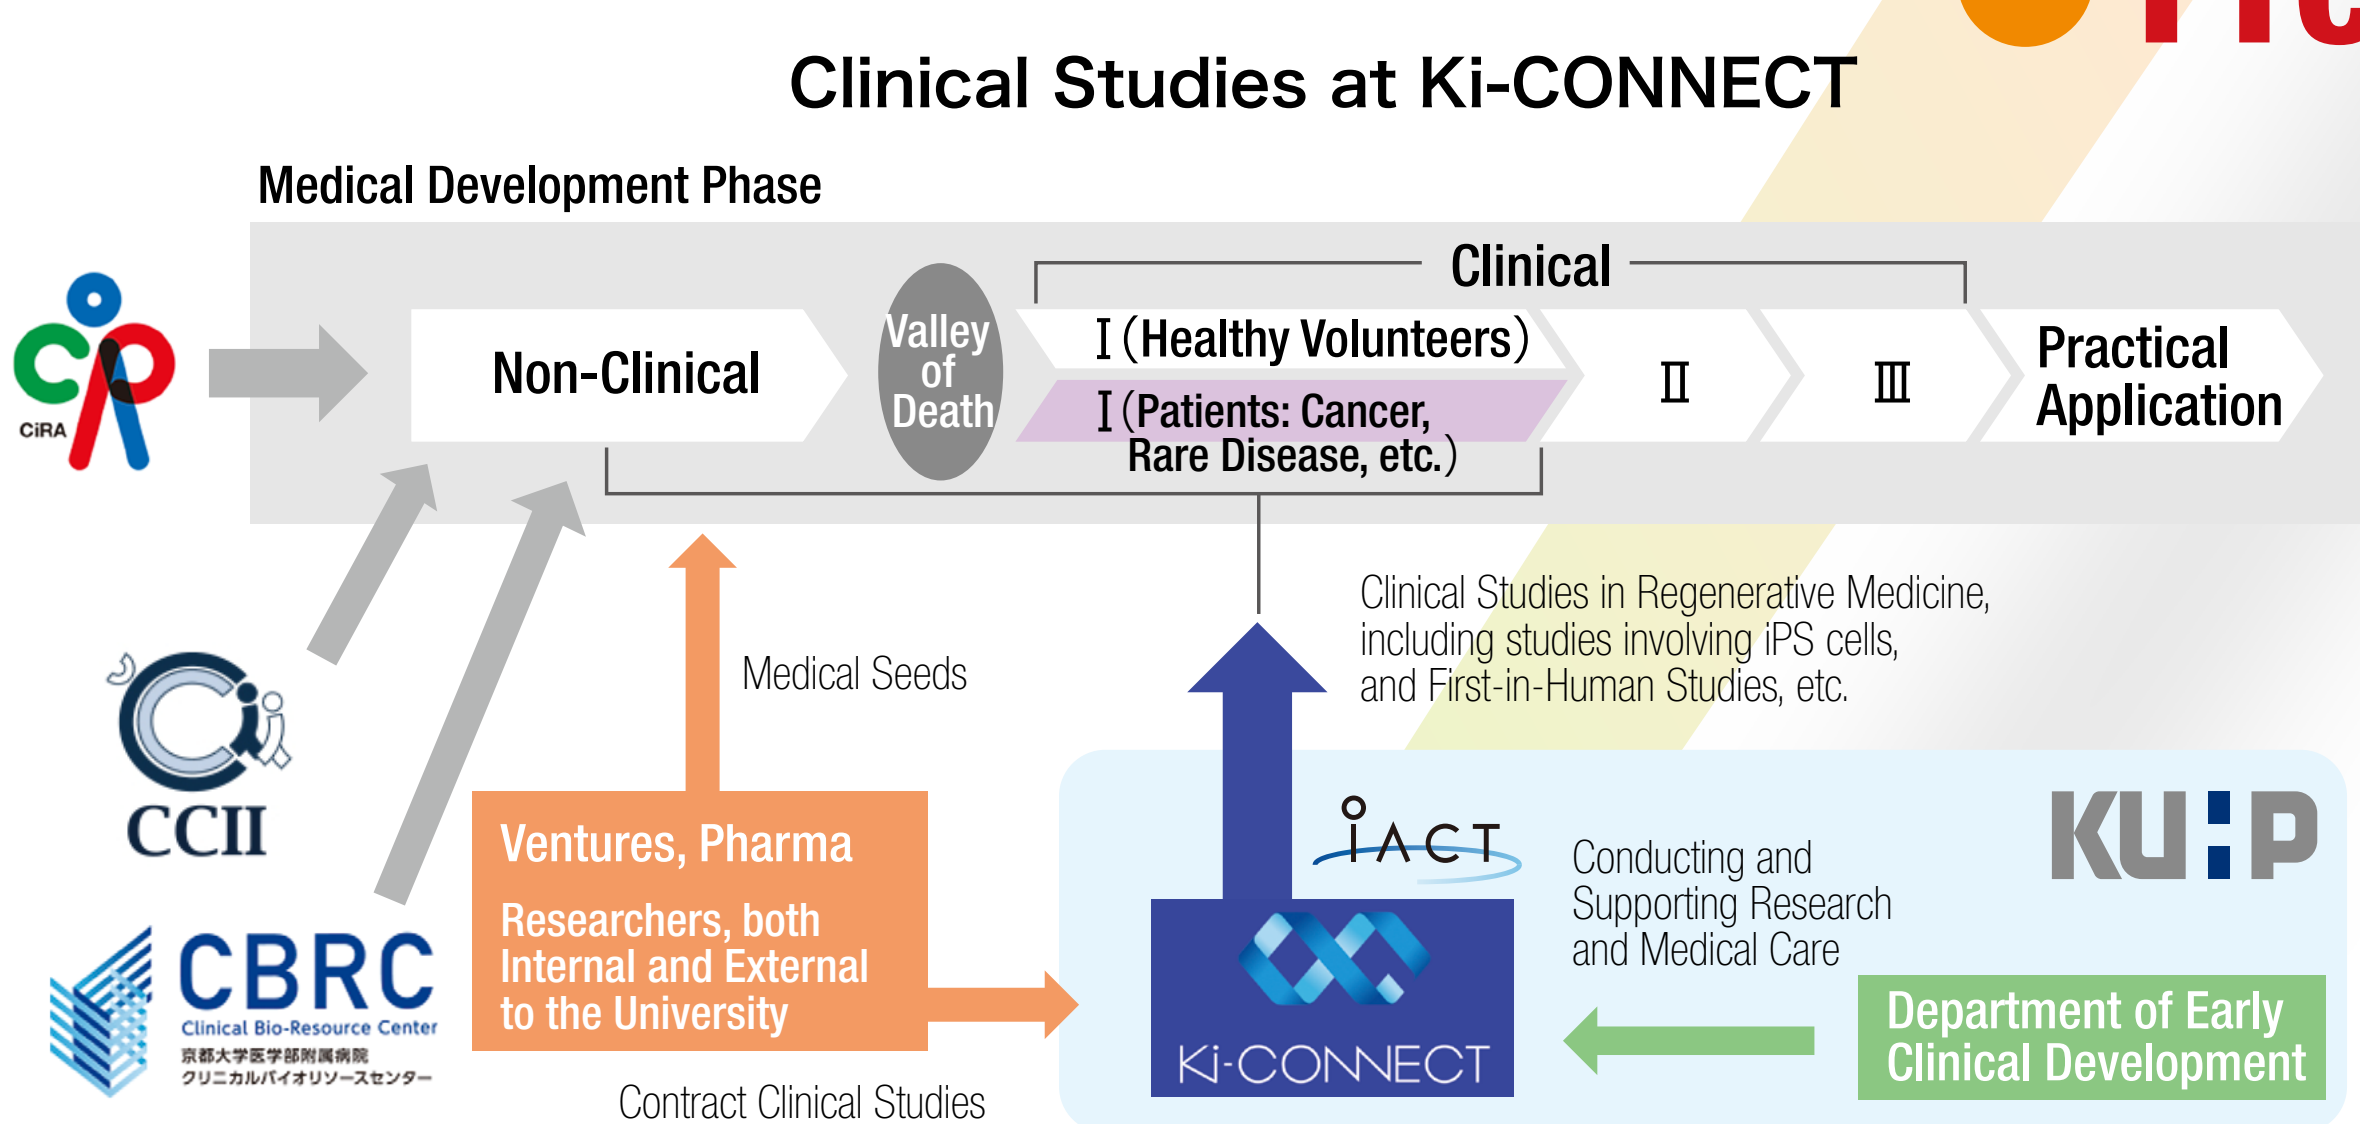 Clinical Studies at Ki-CONNECT
Medical Development Phase
Clinical
CiRA
Non-Clinical
Valley
of
Death
I (Healthy Volunteers)
I (Patients: Cancer,
Rare Disease, etc.)
II
III
Practical
Application
Medical Seeds
Clinical Studies in Regenerative Medicine,
including studies involving iPS cells,
and First-in-Human Studies, etc.
CCII
Ventures, Pharma
Researchers, both
Internal and External
to the University
iACT
Conducting and
Supporting Research
and Medical Care
KUHP
CBRC
Clinical Bio-Resource Center
京都大学医学部附属病院
クリニカルバイオリソースセンター
Ki-CONNECT
Department of Early
Clinical Development
Contract Clinical Studies